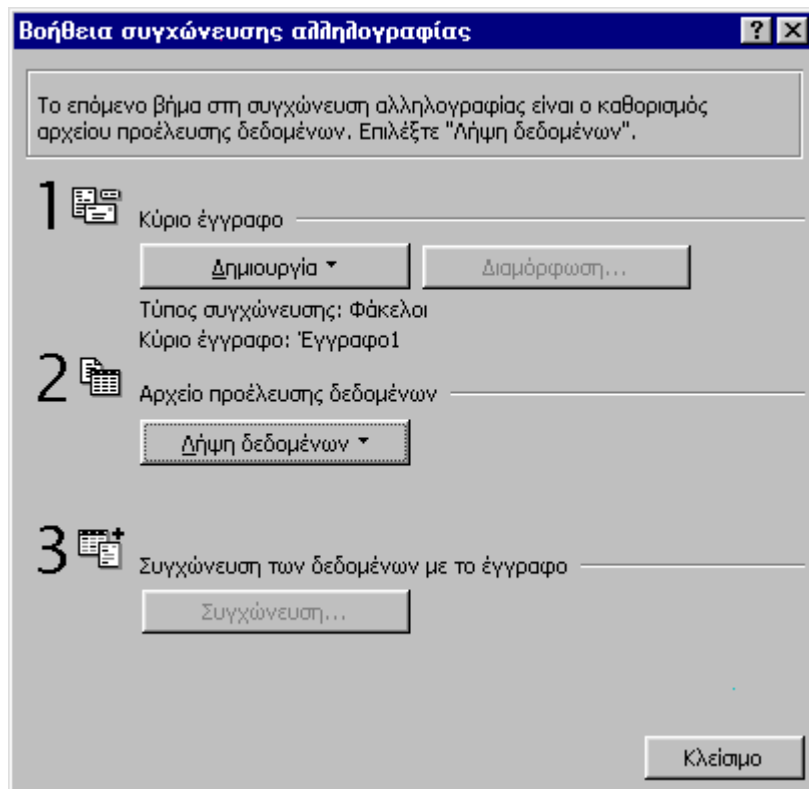 Βοήθεια συγχώνευσης αλληλογραφίας
Το επόμενο βήμα στη συγχώνευση αλληλογραφίας είναι ο καθορισμός
αρχείου προέλευσης δεδομένων. Επιλέξτε "Λήψη δεδομένων".
1 Κύριο έγγραφο
Δημιουργία Διαμόρφωση...
Τύπος συγχώνευσης: Φάκελοι
Κύριο έγγραφο: Έγγραφο1
2 Αρχείο προέλευσης δεδομένων
Λήψη δεδομένων
3 Συγχώνευση των δεδομένων με το έγγραφο
Συγχώνευση...
Κλείσιμο